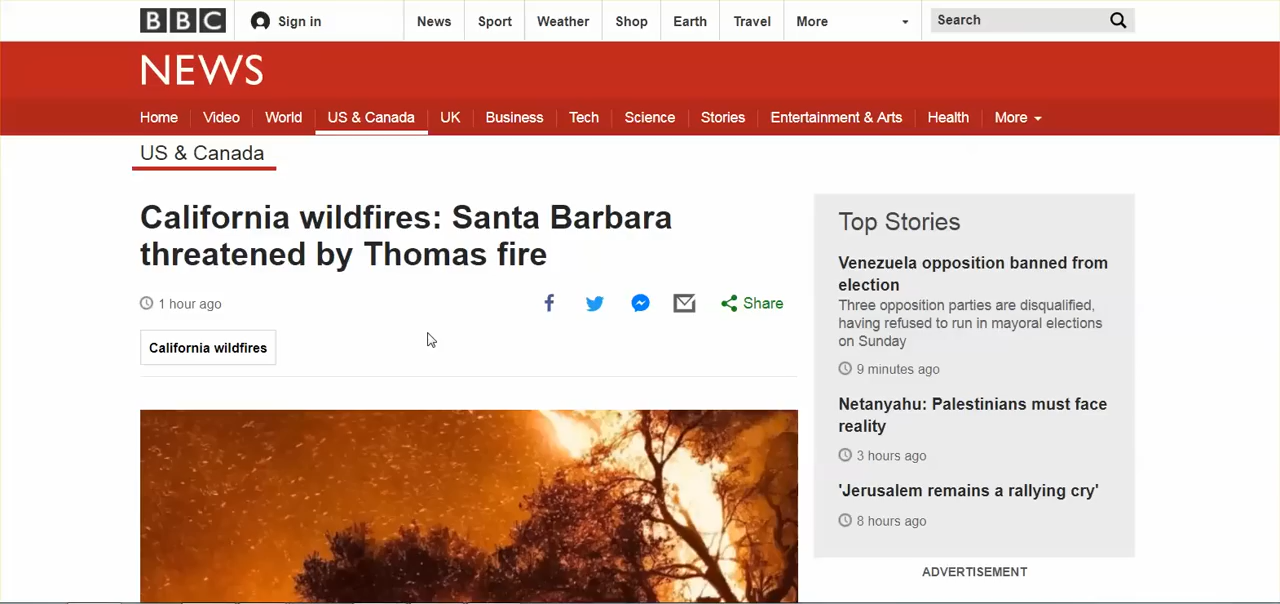 BBC Sign in News Sport Weather Shop Earth Travel More Search
NEWS
Home Video World US & Canada UK Business Tech Science Stories Entertainment & Arts Health More
US & Canada
California wildfires: Santa Barbara
threatened by Thomas fire
1 hour ago Share
California wildfires
Top Stories
Venezuela opposition banned from
election
Three opposition parties are disqualified,
having refused to run in mayoral elections
on Sunday
9 minutes ago
Netanyahu: Palestinians must face
reality
3 hours ago
'Jerusalem remains a rallying cry'
8 hours ago
ADVERTISEMENT